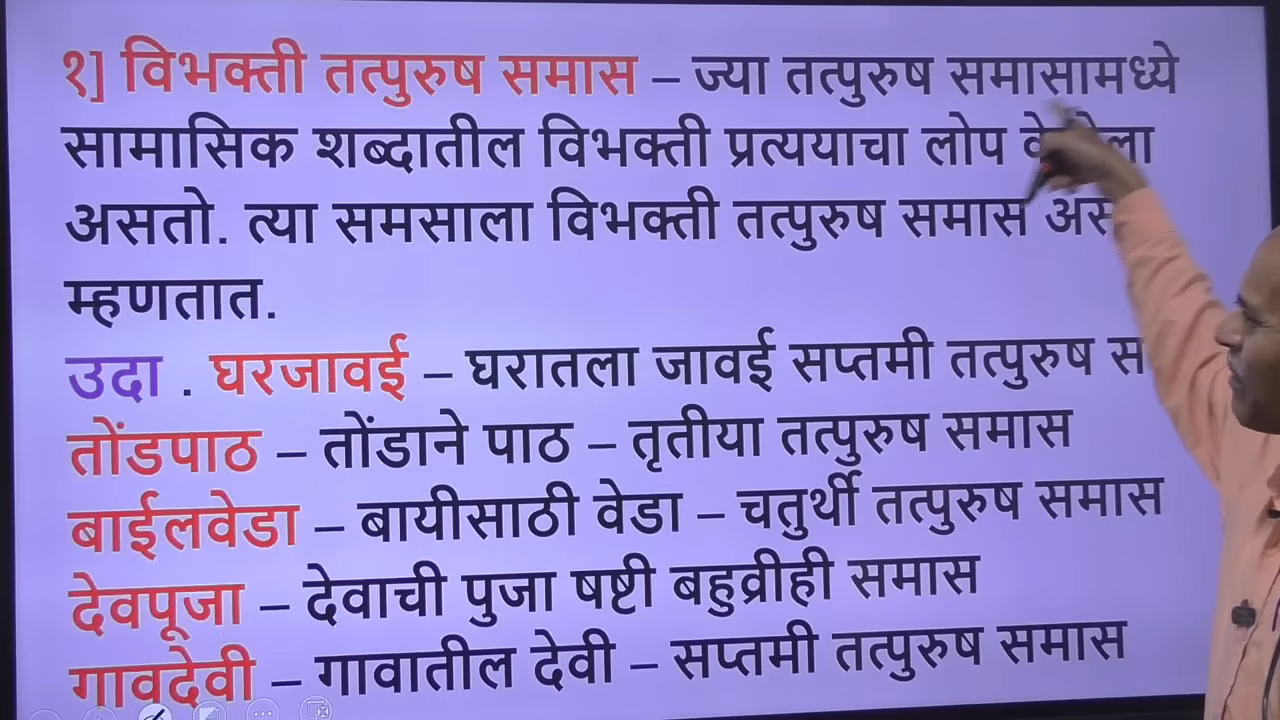 १] विभक्ती तत्पुरुष समास – ज्या तत्पुरुष समासामध्ये
सामासिक शब्दातील विभक्ती प्रत्ययाचा लोप
असतो. त्या समसाला विभक्ती तत्पुरुष समास
म्हणतात.
उदा . घरजावई – घरातला जावई सप्तमी तत्पुरुष
तोंडपाठ – तोंडाने पाठ – तृतीया तत्पुरुष समास
बाईलवेडा – बायीसाठी वेडा – चतुर्थी तत्पुरुष समास
देवपूजा – देवाची पुजा षष्टी बहुव्रीही समास
गावदेवी – गावातील देवी – सप्तमी तत्पुरुष समास